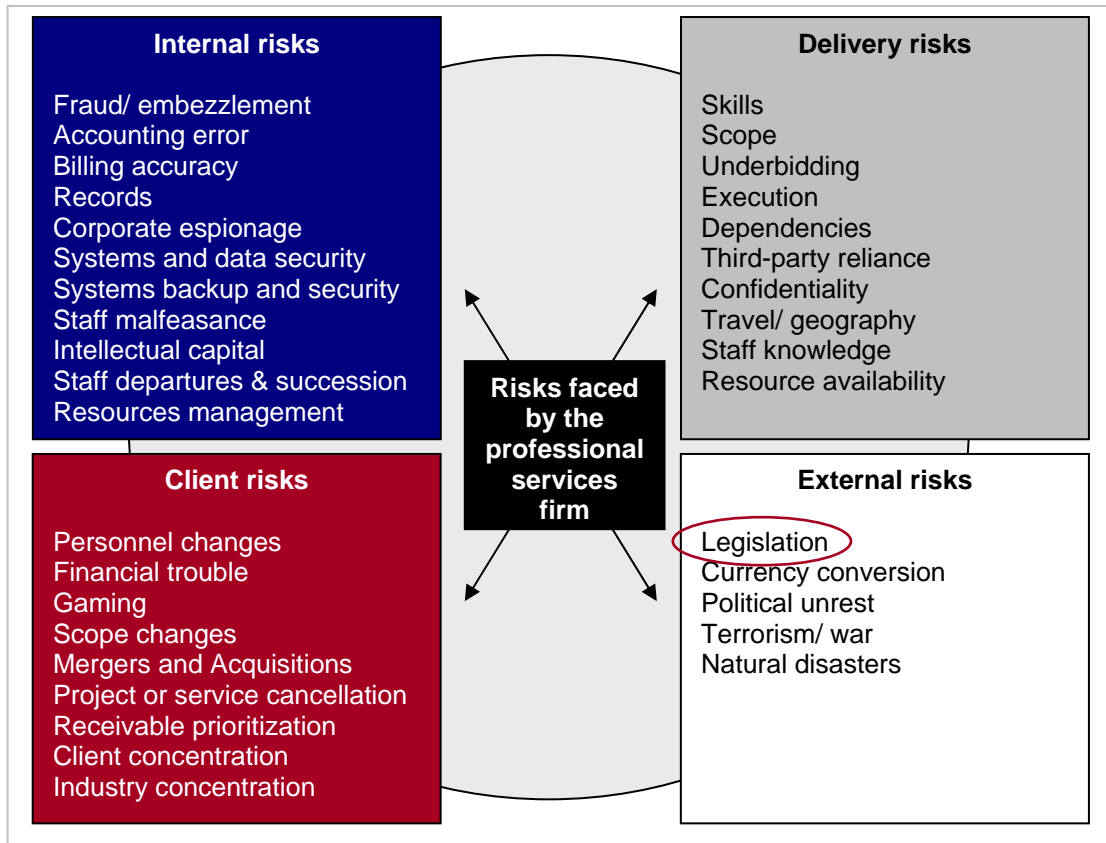 Internal risks
Fraud/ embezzlement
Accounting error
Billing accuracy
Records
Corporate espionage
Systems and data security
Systems backup and security
Staff malfeasance
Intellectual capital
Staff departures & succession
Resources management
Delivery risks
Skills
Scope
Underbidding
Execution
Dependencies
Third-party reliance
Confidentiality
Travel/ geography
Staff knowledge
Resource availability
Risks faced
by the
professional
services
firm
Client risks
Personnel changes
Financial trouble
Gaming
Scope changes
Mergers and Acquisitions
Project or service cancellation
Receivable prioritization
Client concentration
Industry concentration
External risks
Legislation
Currency conversion
Political unrest
Terrorism/ war
Natural disasters